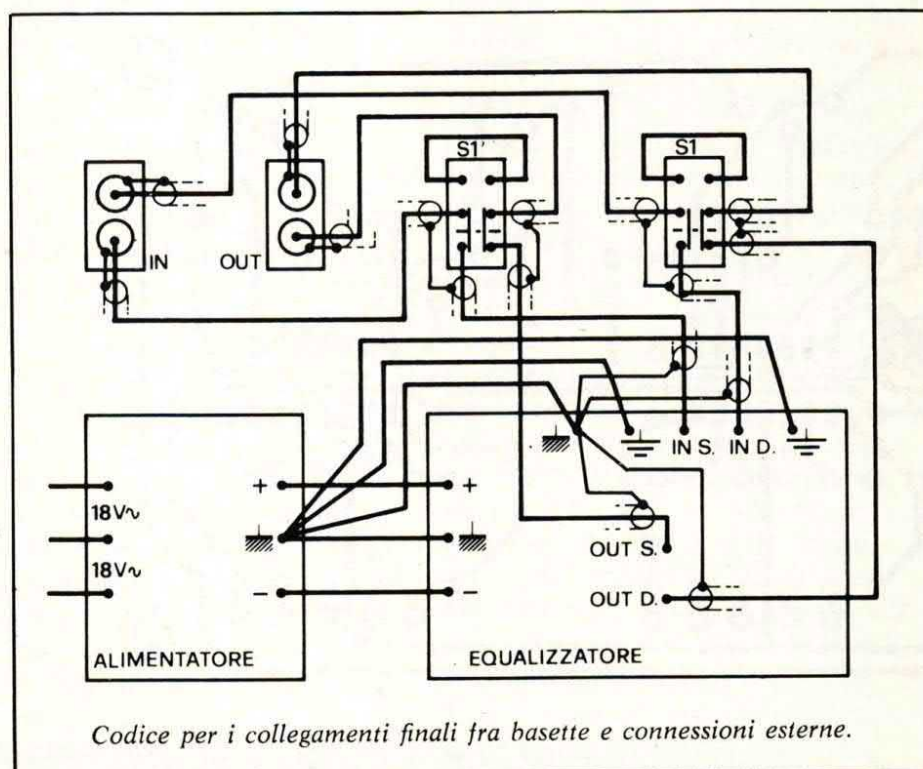 S1'
S1
IN
OUT
IN S. IN D.
+
+
18V~
18V~
OUT S.
OUT D.
−
−
ALIMENTATORE
EQUALIZZATORE
Codice per i collegamenti finali fra basette e connessioni esterne.